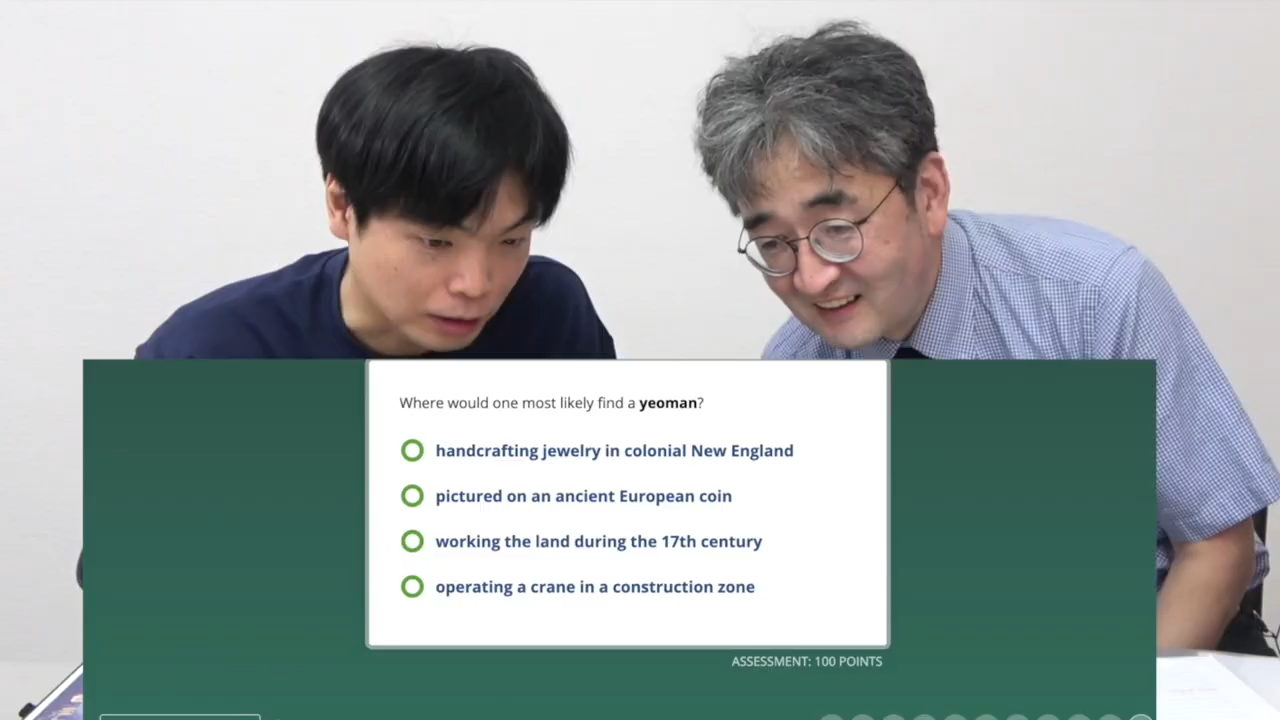 Where would one most likely find a yeoman?
handcrafting jewelry in colonial New England
pictured on an ancient European coin
working the land during the 17th century
operating a crane in a construction zone
ASSESSMENT: 100 POINTS